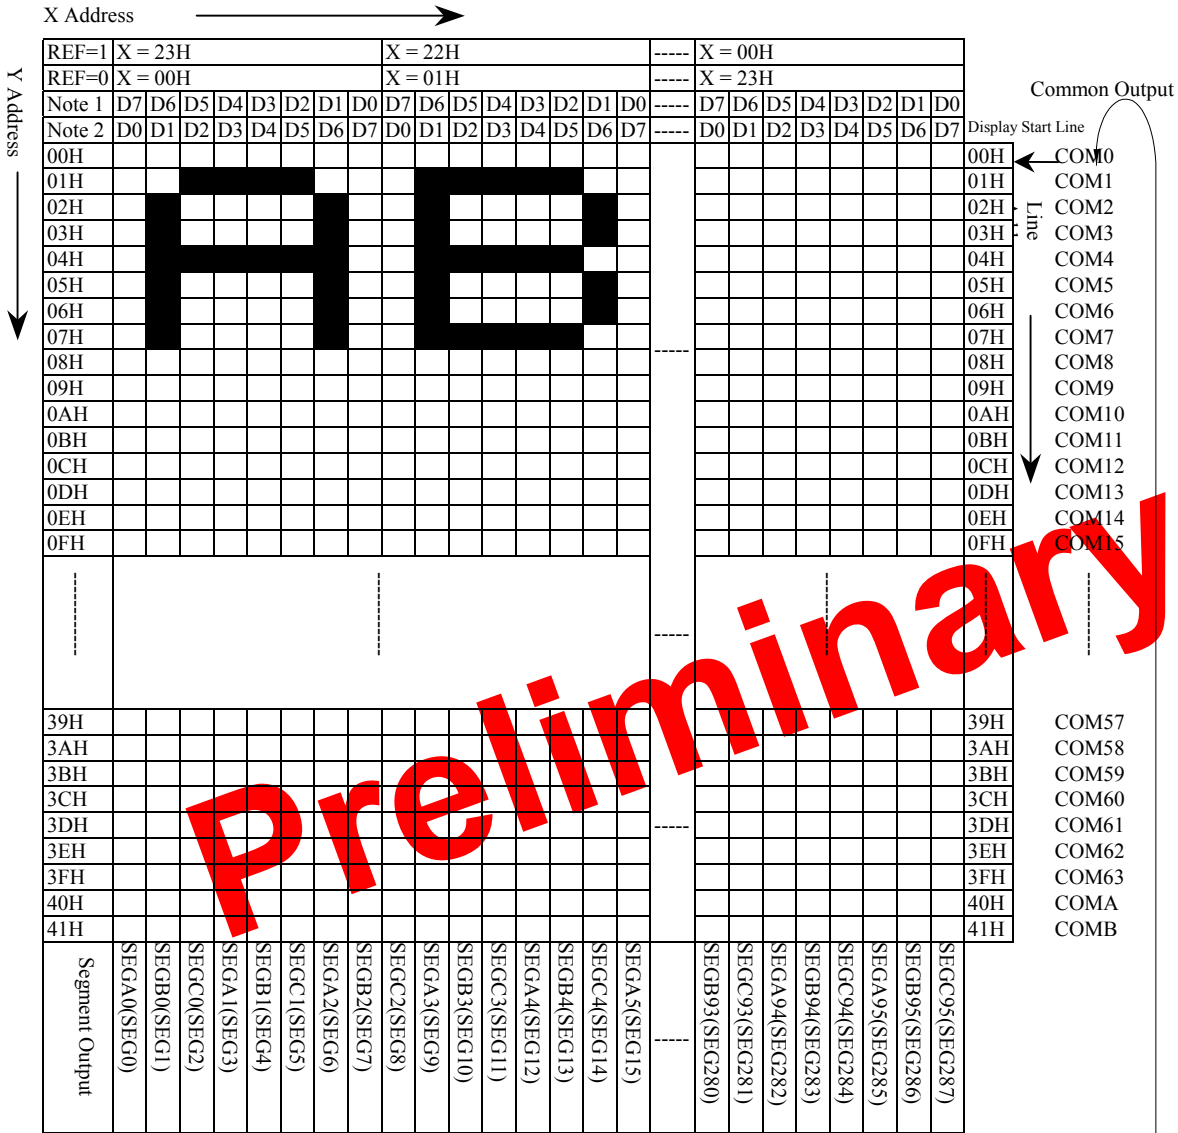 X Address
Y Address
REF=1 X = 23H X = 22H ----- X = 00H
REF=0 X = 00H X = 01H ----- X = 23H
Common Output
Note 1 D7 D6 D5 D4 D3 D2 D1 D0 D7 D6 D5 D4 D3 D2 D1 D0 ----- D7 D6 D5 D4 D3 D2 D1 D0
Note 2 D0 D1 D2 D3 D4 D5 D6 D7 D0 D1 D2 D3 D4 D5 D6 D7 ----- D0 D1 D2 D3 D4 D5 D6 D7 Display Start Line
00H 00H COM0
01H 01H COM1
02H 02H COM2
03H 03H COM3
Line
04H 04H COM4
05H 05H COM5
06H 06H COM6
07H 07H COM7
-----
08H 08H COM8
09H 09H COM9
0AH 0AH COM10
0BH 0BH COM11
0CH 0CH COM12
0DH 0DH COM13
0EH 0EH COM14
0FH 0FH COM15
-----
Preliminary
39H 39H COM57
3AH 3AH COM58
3BH 3BH COM59
3CH 3CH COM60
3DH ----- 3DH COM61
3EH 3EH COM62
3FH 3FH COM63
40H 40H COMA
41H 41H COMB
Segment Output
SEGA0(SEG0)
SEGB0(SEG1)
SEGC0(SEG2)
SEGA1(SEG3)
SEGB1(SEG4)
SEGC1(SEG5)
SEGA2(SEG6)
SEGB2(SEG7)
SEGC2(SEG8)
SEGA3(SEG9)
SEGB3(SEG10)
SEGC3(SEG11)
SEGA4(SEG12)
SEGB4(SEG13)
SEGC4(SEG14)
SEGA5(SEG15)
-----
SEGB93(SEG280)
SEGC93(SEG281)
SEGA94(SEG282)
SEGB94(SEG283)
SEGC94(SEG284)
SEGA95(SEG285)
SEGB95(SEG286)
SEGC95(SEG287)